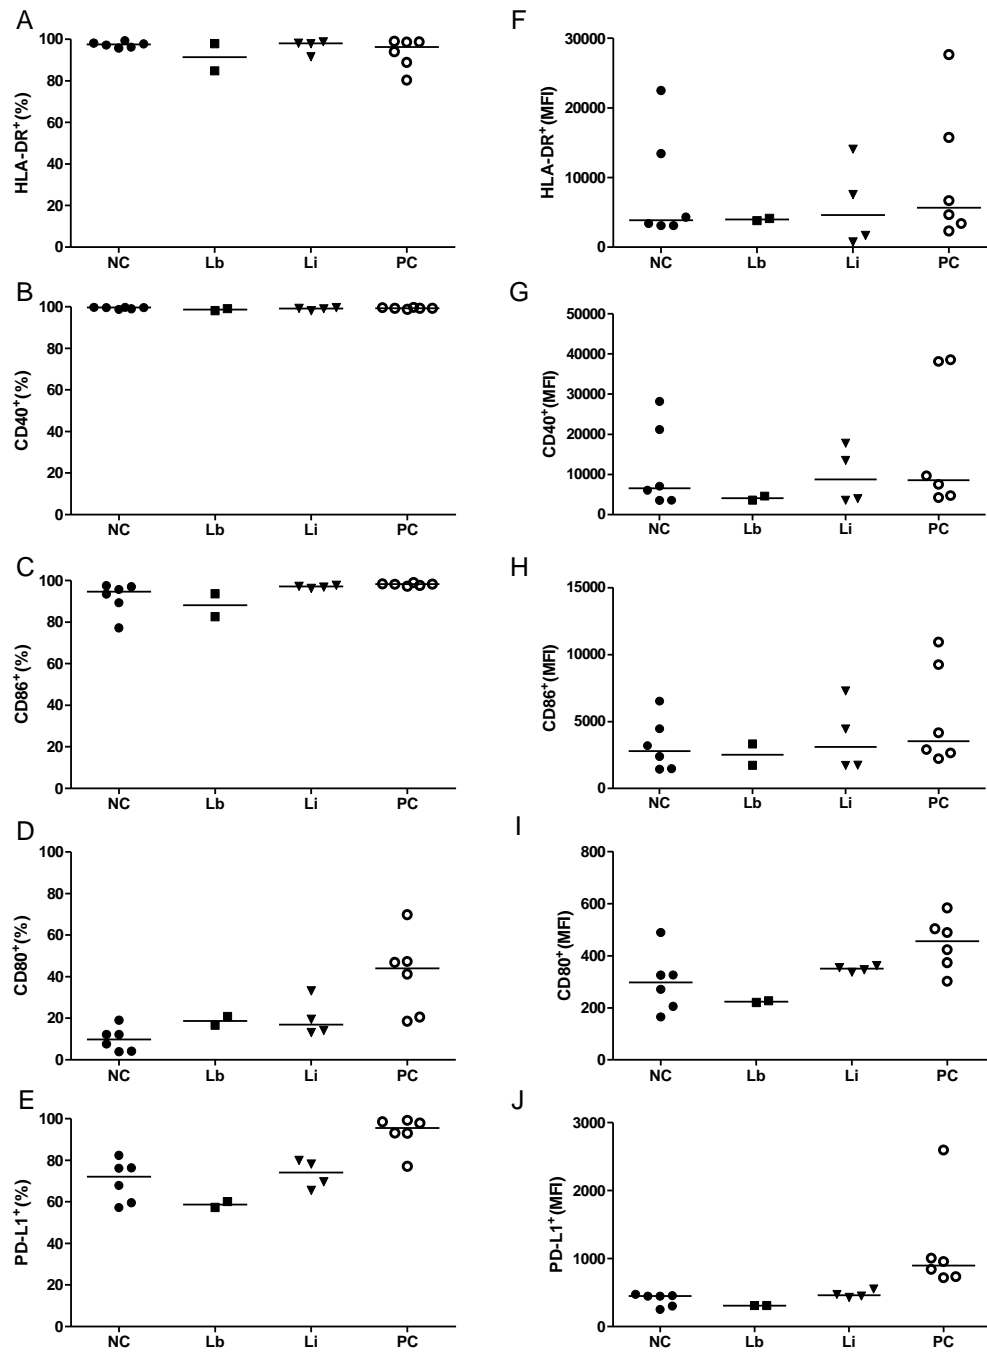 A
HLA-DR+(%)
100
80
60
40
20
0
NC Lb Li PC
F
HLA-DR+(MFI)
30000
20000
10000
0
NC Lb Li PC
B
CD40+(%)
100
80
60
40
20
0
NC Lb Li PC
G
CD40+(MFI)
50000
40000
30000
20000
10000
0
NC Lb Li PC
C
CD86+(%)
100
80
60
40
20
0
NC Lb Li PC
H
CD86+(MFI)
15000
10000
5000
0
NC Lb Li PC
D
CD80+(%)
100
80
60
40
20
0
NC Lb Li PC
I
CD80+(MFI)
800
600
400
200
0
NC Lb Li PC
E
PD-L1+(%)
100
80
60
40
20
0
NC Lb Li PC
J
PD-L1+(MFI)
3000
2000
1000
0
NC Lb Li PC